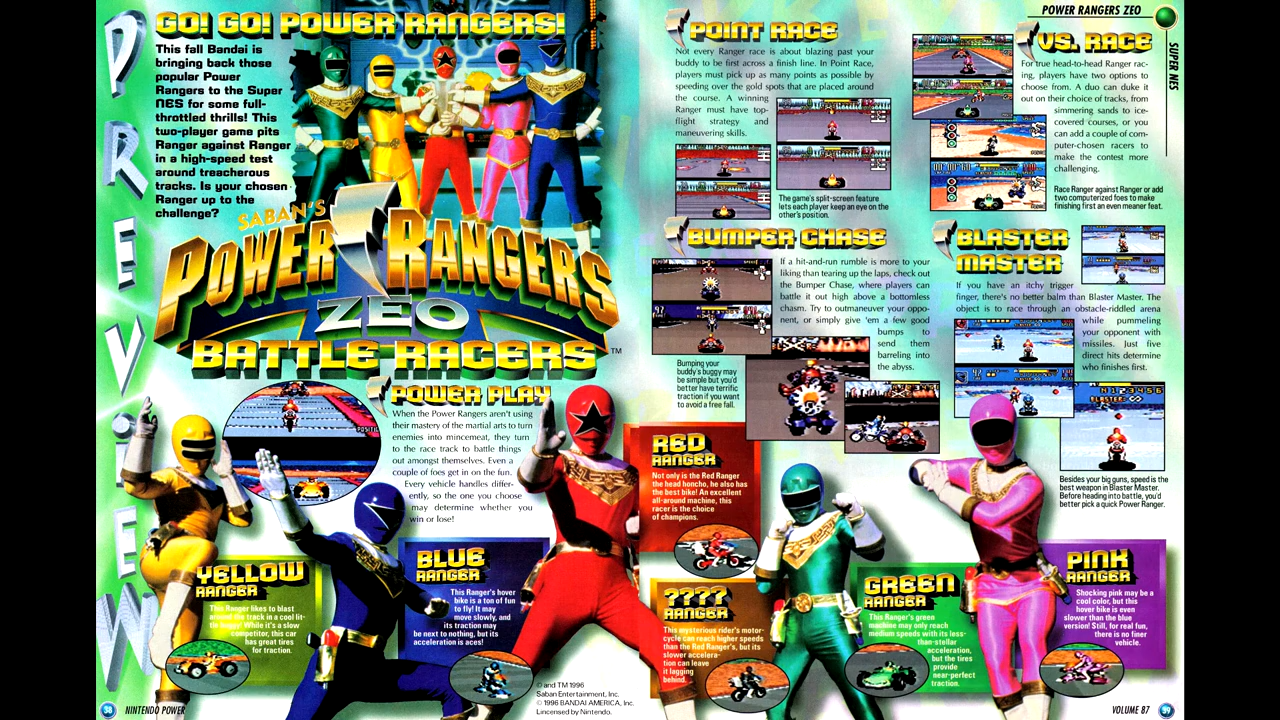 PREVIEW
GO! GO! POWER RANGERS!
This fall Bandai is
bringing back those
popular Power
Rangers to the Super
NES for some full-
throttled thrills! This
two-player game pits
Ranger against Ranger
in a high-speed test
around treacherous
tracks. Is your chosen
Ranger up to the
challenge?
SABAN'S
POWER RANGERS
ZEO
BATTLE RACERS
TM
POWER PLAY
When the Power Rangers aren't using
their mastery of the martial arts to turn
enemies into mincemeat, they turn
to the race track to battle things
out amongst themselves. Even a
couple of foes get in on the fun.
Every vehicle handles differ-
ently, so the one you choose
may determine whether you
win or lose!
YELLOW
RANGER
This Ranger likes to blast
around the track in a cool lit-
tle buggy! While it's a slow
competitor, this car
has great tires
for traction.
BLUE
RANGER
This Ranger's hover
bike is a ton of fun
to fly! It may
move slowly, and
its traction may
be next to nothing, but its
acceleration is aces!
© and TM 1996
Saban Entertainment, Inc.
© 1996 BANDAI AMERICA, Inc.
Lincensed by Nintendo.
38 NINTENDO POWER
POWER RANGERS ZEO
SUPER NES
POINT RACE
Not every Ranger race is about blazing past your
buddy to be first across a finish line. In Point Race,
players must pick up as many points as possible by
speeding over the gold spots that are placed around
the course. A winning
Ranger must have top-
flight strategy and
maneuvering skills.
The game's split-screen feature
lets each player keep an eye on the
other's position.
VS. RACE
For true head-to-head Ranger rac-
ing, players have two options to
choose from. A duo can duke it
out on their choice of tracks, from
simmering sands to ice-
covered courses, or you
can add a couple of com-
puter-chosen racers to
make the contest more
challenging.
Race Ranger against Ranger or add
two computerized foes to make
finishing first an even meaner feat.
BUMPER CHASE
If a hit-and-run rumble is more to your
liking than tearing up the laps, check out
the Bumper Chase, where players can
battle it out high above a bottomless
chasm. Try to outmaneuver your oppo-
nent, or simply give 'em a few good
bumps to
send them
barreling into
the abyss.
Bumping your
buddy's buggy may
be simple but you'd
better have terrific
traction if you want
to avoid a free fall.
BLASTER
MASTER
If you have an itchy trigger
finger, there's no better balm than Blaster Master. The
object is to race through an obstacle-riddled arena
while pummeling
your opponent with
missiles. Just five
direct hits determine
who finishes first.
Besides your big guns, speed is the
best weapon in Blaster Master.
Before heading into battle, you'd
better pick a quick Power Ranger.
RED
RANGER
Not only is the Red Ranger
the head honcho, he also has
the best bike! An excellent
all-around machine, this
racer is the choice
of champions.
????
RANGER
This mysterious rider's motor-
cycle can reach higher speeds
than the Red Ranger's, but its
slower accelera-
tion can leave
it lagging
behind.
GREEN
RANGER
This Ranger's green
machine may only reach
medium speeds with its less-
than-stellar
acceleration,
but the tires
provide
near-perfect
traction.
PINK
RANGER
Shocking pink may be a
cool color, but this
hover bike is even
slower than the blue
version! Still, for real fun,
there is no finer
vehicle.
VOLUME 87 39